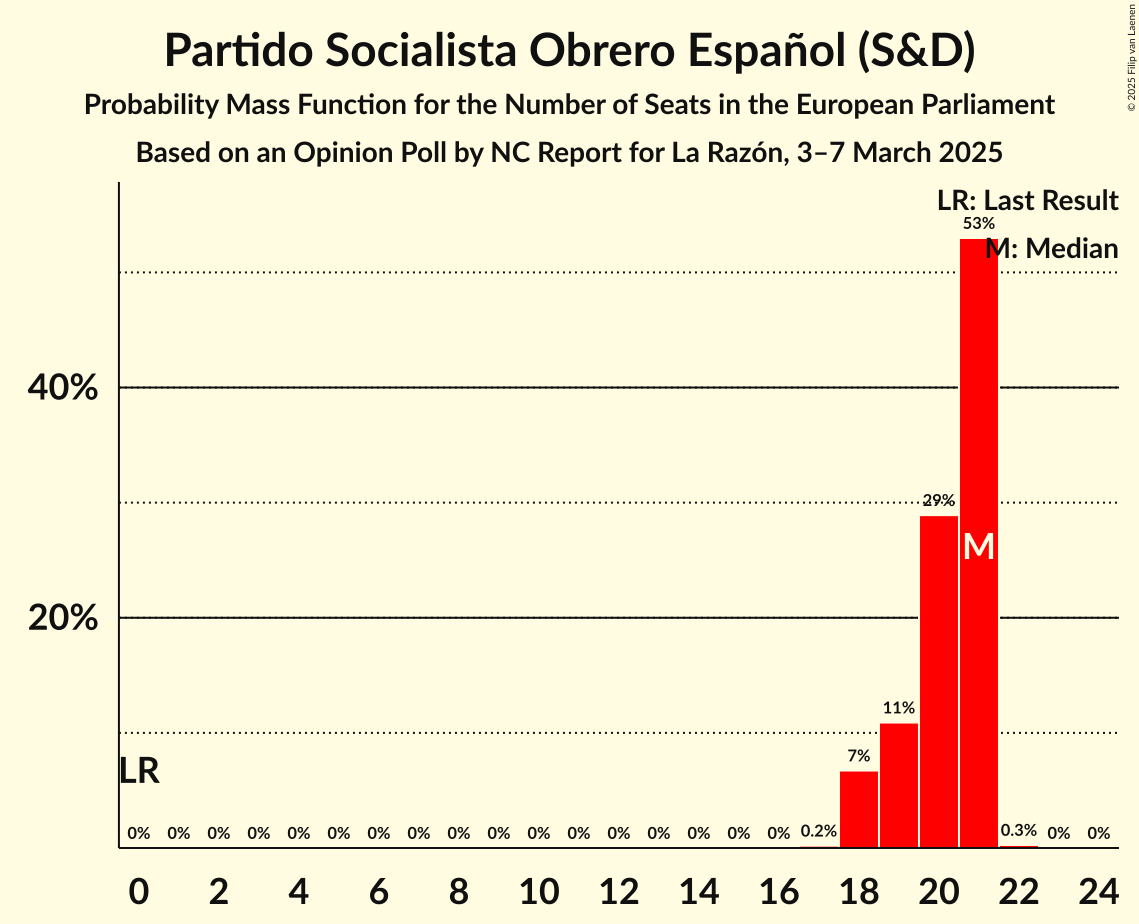 Partido Socialista Obrero Español (S&D)
Probability Mass Function for the Number of Seats in the European Parliament
Based on an Opinion Poll by NC Report for La Razón, 3–7 March 2025
© 2025 Filip van Laenen
LR: Last Result
53%
M: Median
40%
29%
M
20%
11%
7%
LR
0% 0% 0% 0% 0% 0% 0% 0% 0% 0% 0% 0% 0% 0% 0% 0% 0% 0.2% 0.3% 0% 0%
0 2 4 6 8 10 12 14 16 18 20 22 24